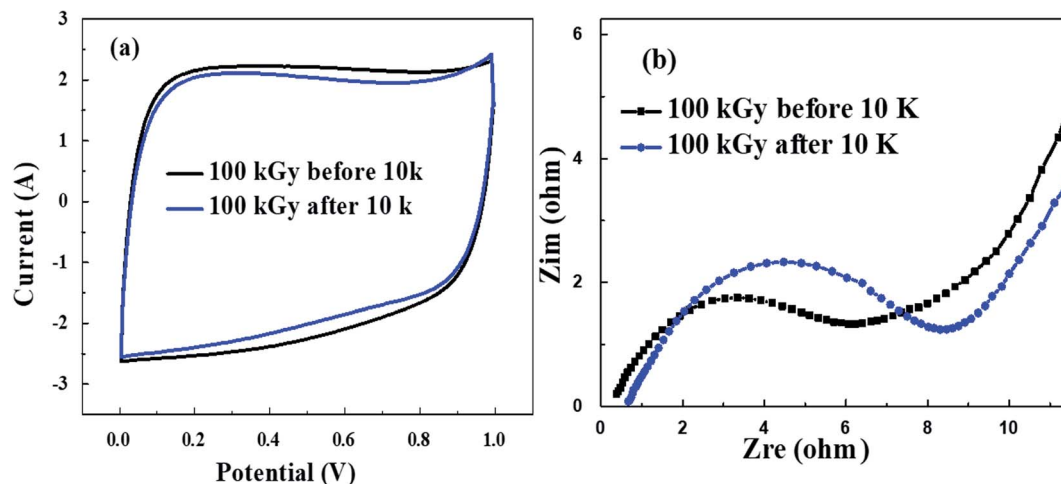 (a)
3
2
1
0
-1
-2
-3
Current (A)
100 kGy before 10k
100 kGy after 10 k
0.0 0.2 0.4 0.6 0.8 1.0
Potential (V)
(b)
6
4
2
0
Zim (ohm)
100 kGy before 10 K
100 kGy after 10 K
0 2 4 6 8 10
Zre (ohm)